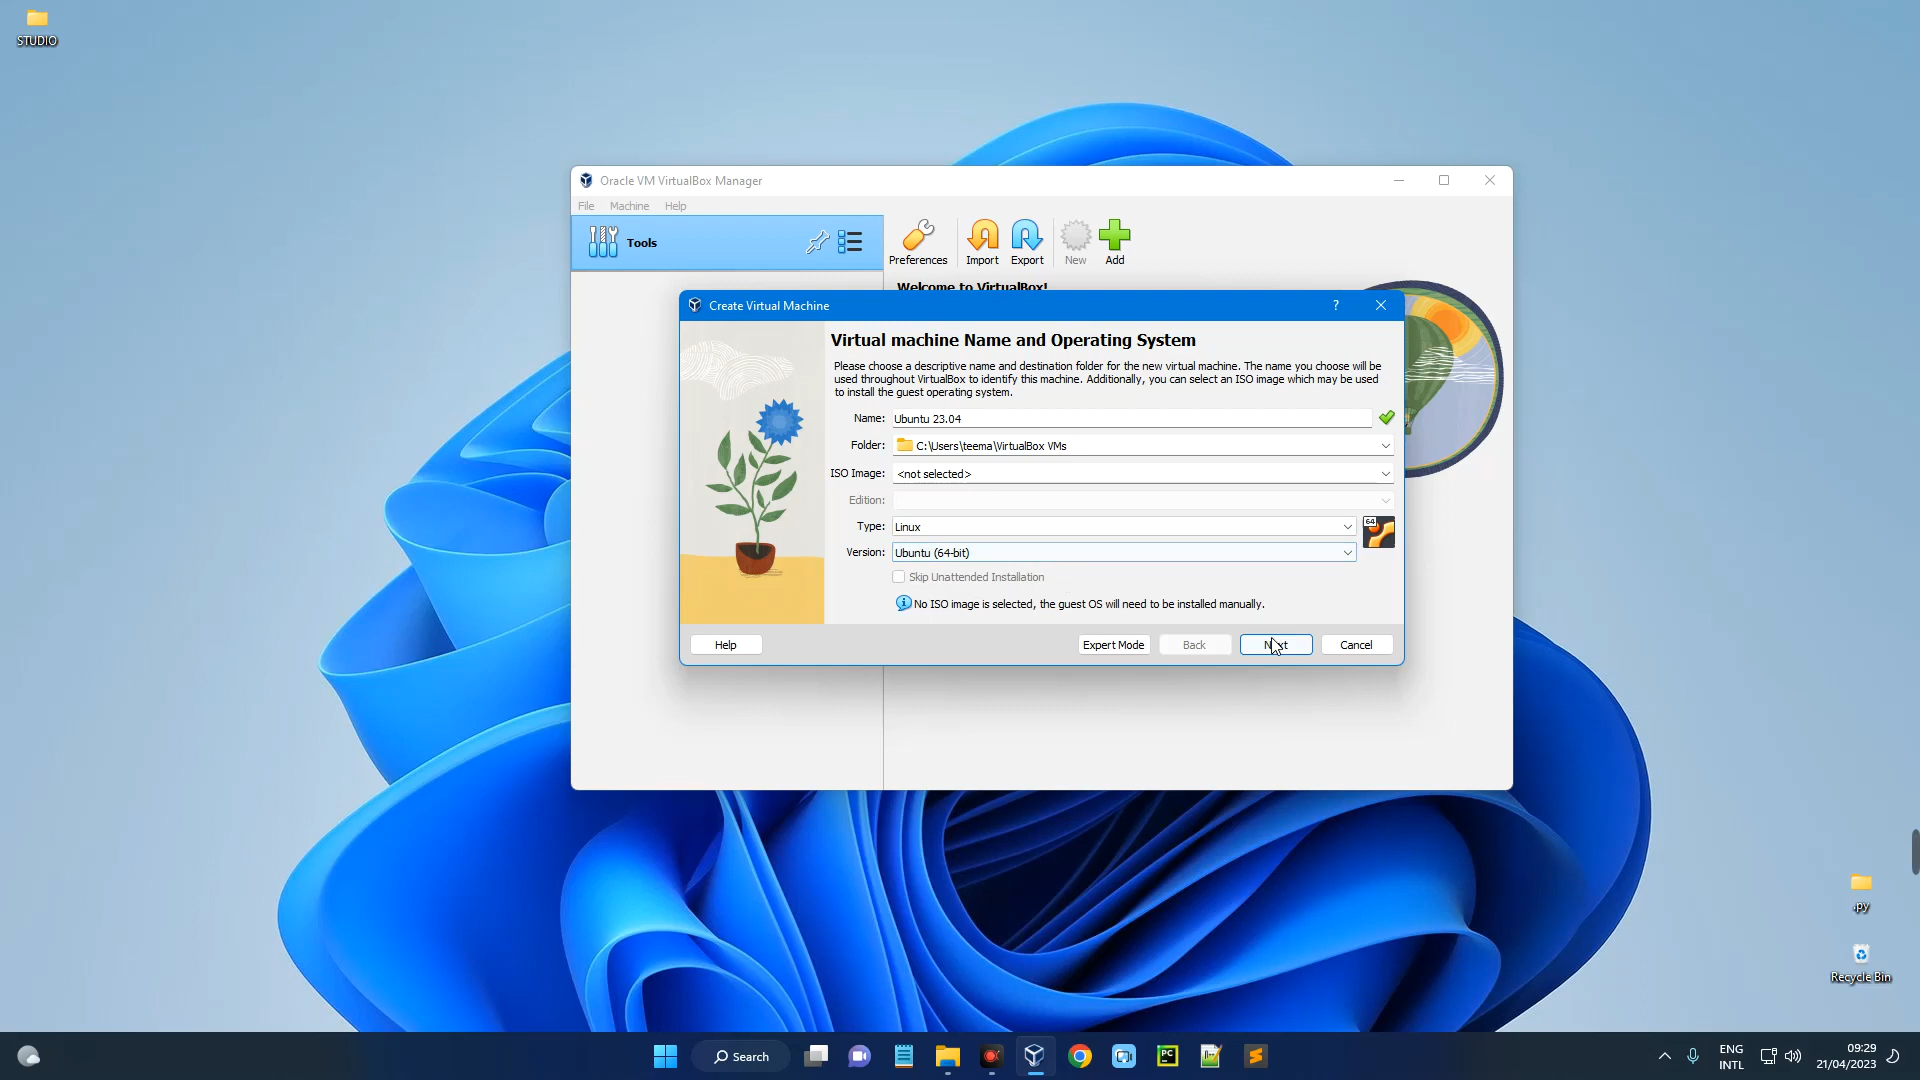 STUDIO
Oracle VM VirtualBox Manager
File Machine Help
Tools
Preferences Import Export New Add
Welcome to VirtualBox!
Create Virtual Machine
?
Virtual machine Name and Operating System
Please choose a descriptive name and destination folder for the new virtual machine. The name you choose will be
used throughout VirtualBox to identify this machine. Additionally, you can select an ISO image which may be used
to install the guest operating system.
Name: Ubuntu 23.04
Folder: C:\Users\teema\VirtualBox VMs
ISO Image: <not selected>
Edition:
Type: Linux
64
Version: Ubuntu (64-bit)
Skip Unattended Installation
No ISO image is selected, the guest OS will need to be installed manually.
Help Expert Mode Back Next Cancel
.py
Recycle Bin
Search
PC
ENG
INTL
09:29
21/04/2023